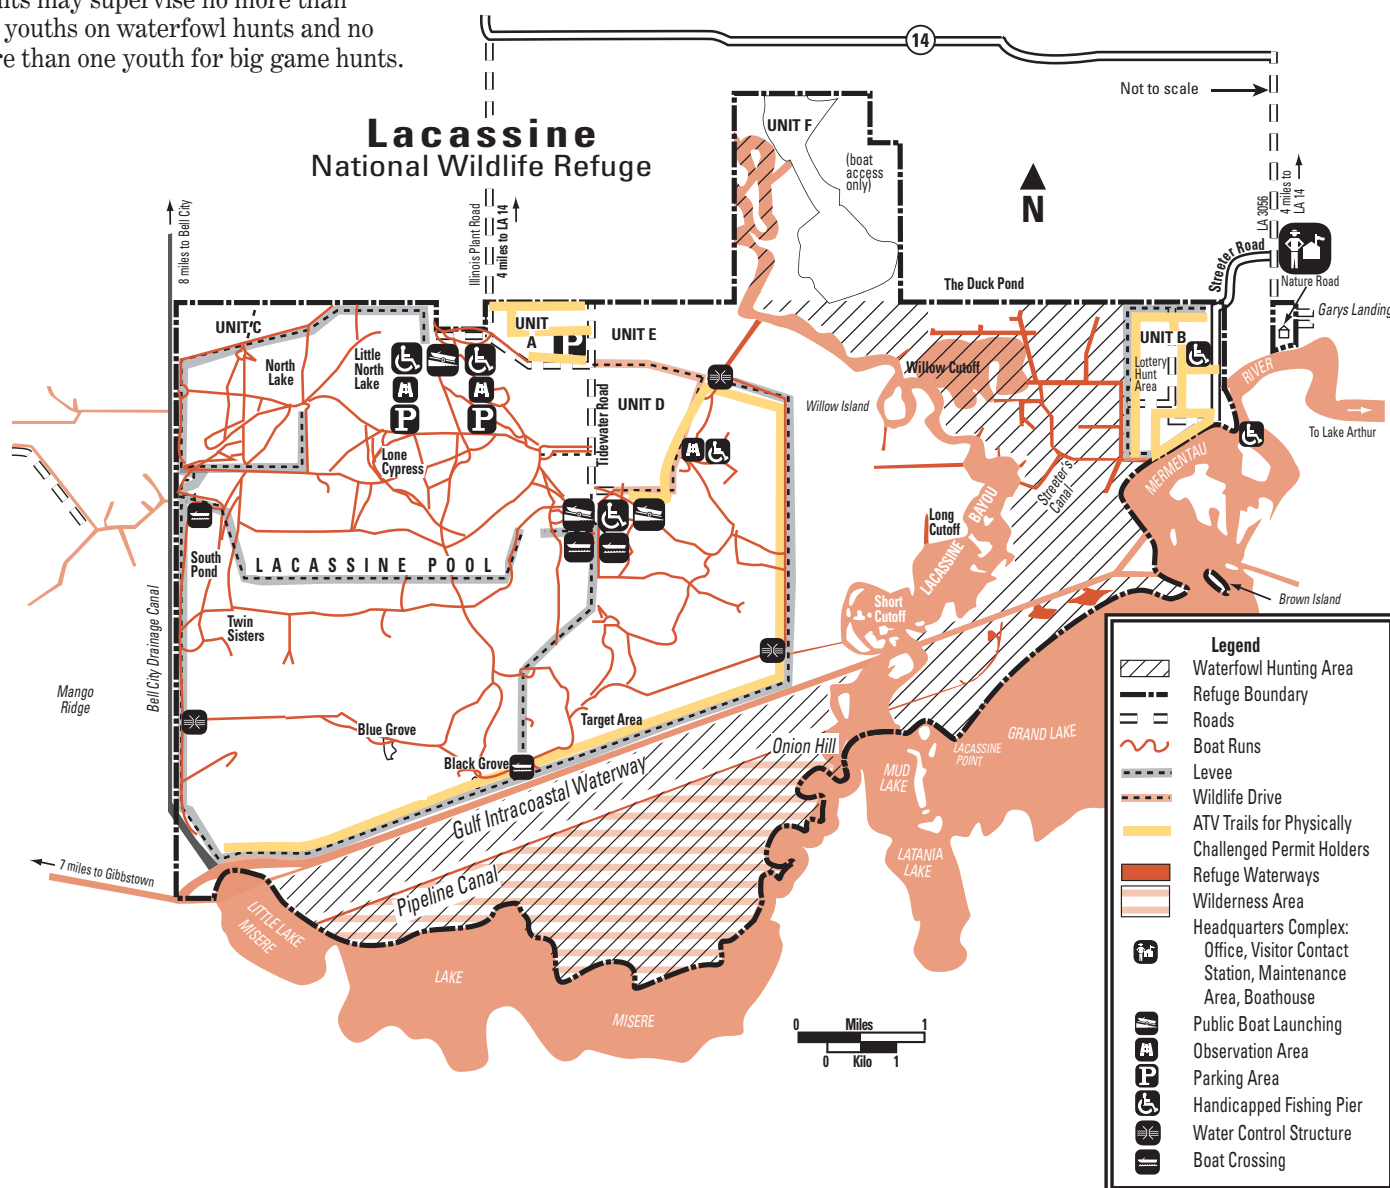 nts may supervise no more than
youths on waterfowl hunts and no
re than one youth for big game hunts.
14
Not to scale
Lacassine
National Wildlife Refuge
UNIT F
(boat
access
only)
N
8 miles to Bell City
Illinois Plant Road
4 miles to LA 14
LA 3056
4 miles to
LA 14
Streeter Road
Nature Road
Garys Landing
The Duck Pond
UNIT C
North
Lake
Little
North
Lake
UNIT
A
P
UNIT E
UNIT D
Tidewater Road
P
P
Lone
Cypress
Willow Island
Willow Cutoff
UNIT B
Lottery
Hunt
Area
RIVER
To Lake Arthur
MERMENTAU
Streeter's
Canal
Long
Cutoff
LACASSINE BAYOU
Short
Cutoff
Brown Island
South
Pond
LACASSINE POOL
Twin
Sisters
Bell City Drainage Canal
Mango
Ridge
Blue Grove
Black Grove
Target Area
Gulf Intracoastal Waterway
Onion Hill
Pipeline Canal
MUD
LAKE
LACASSINE
POINT
GRAND LAKE
LATANIA
LAKE
7 miles to Gibbstown
LITTLE LAKE
MISERE
LAKE
MISERE
0 Miles 1
0 Kilo 1
Legend
Waterfowl Hunting Area
Refuge Boundary
Roads
Boat Runs
Levee
Wildlife Drive
ATV Trails for Physically
Challenged Permit Holders
Refuge Waterways
Wilderness Area
Headquarters Complex:
Office, Visitor Contact
Station, Maintenance
Area, Boathouse
Public Boat Launching
Observation Area
P Parking Area
Handicapped Fishing Pier
Water Control Structure
Boat Crossing